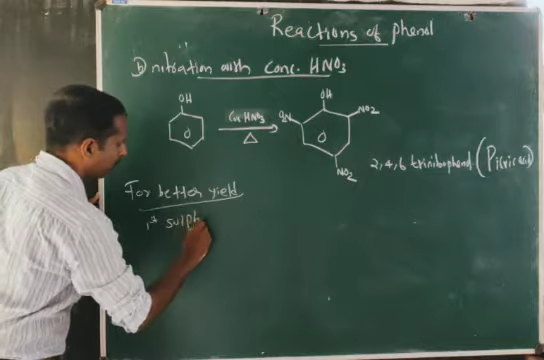 Reactions of phenol
b) nitration with Conc. HNO3
OH
Con HNO3
△
OH
O2N
NO2
NO2
2,4,6 trinitrophenol (Picric acid)
For better yield
1st sulph